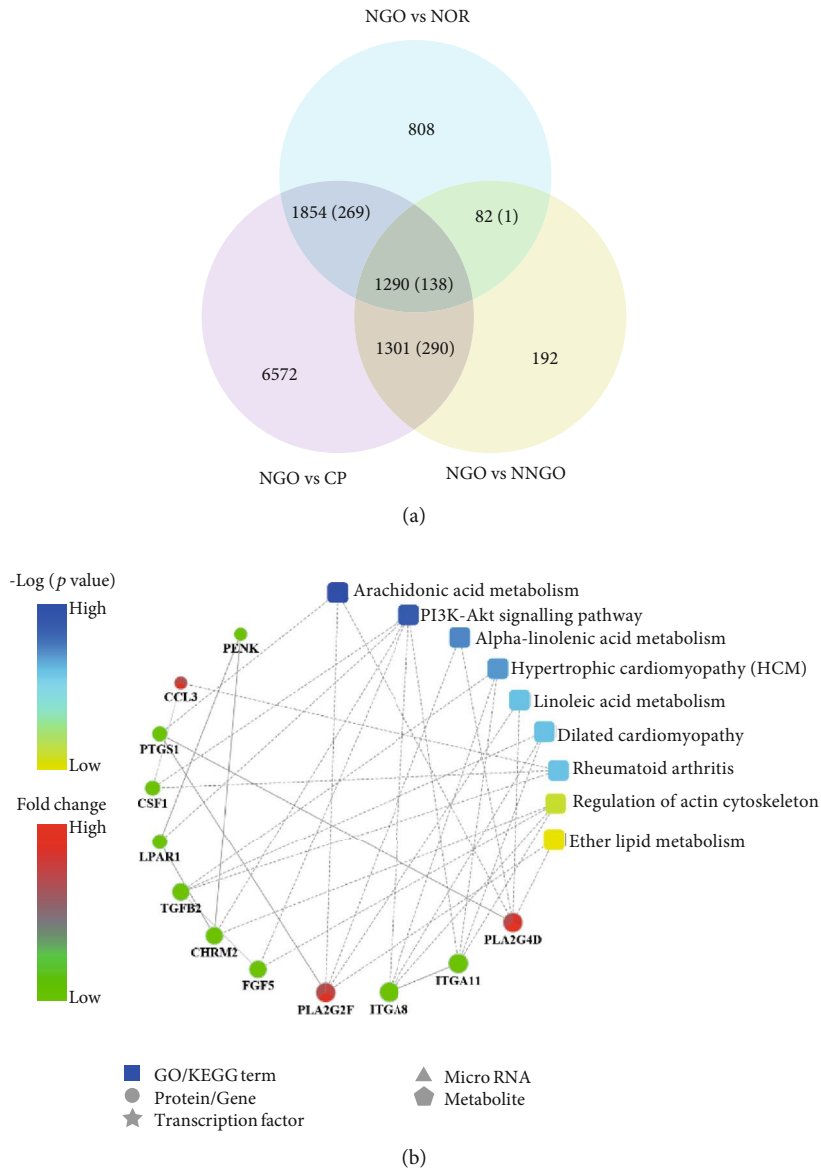 NGO vs NOR
808
1854 (269)
82 (1)
1290 (138)
1301 (290)
6572
192
NGO vs CP
NGO vs NNGO
(a)
-Log (p value)
High
Low
Fold change
High
Low
Arachidonic acid metabolism
PI3K-Akt signalling pathway
Alpha-linolenic acid metabolism
Hypertrophic cardiomyopathy (HCM)
Linoleic acid metabolism
Dilated cardiomyopathy
Rheumatoid arthritis
Regulation of actin cytoskeleton
Ether lipid metabolism
PENK
CCL3
PTGS1
CSF1
LPAR1
TGFB2
CHRM2
FGF5
PLA2G2F
ITGA8
ITGA11
PLA2G4D
GO/KEGG term
Protein/Gene
Transcription factor
Micro RNA
Metabolite
(b)